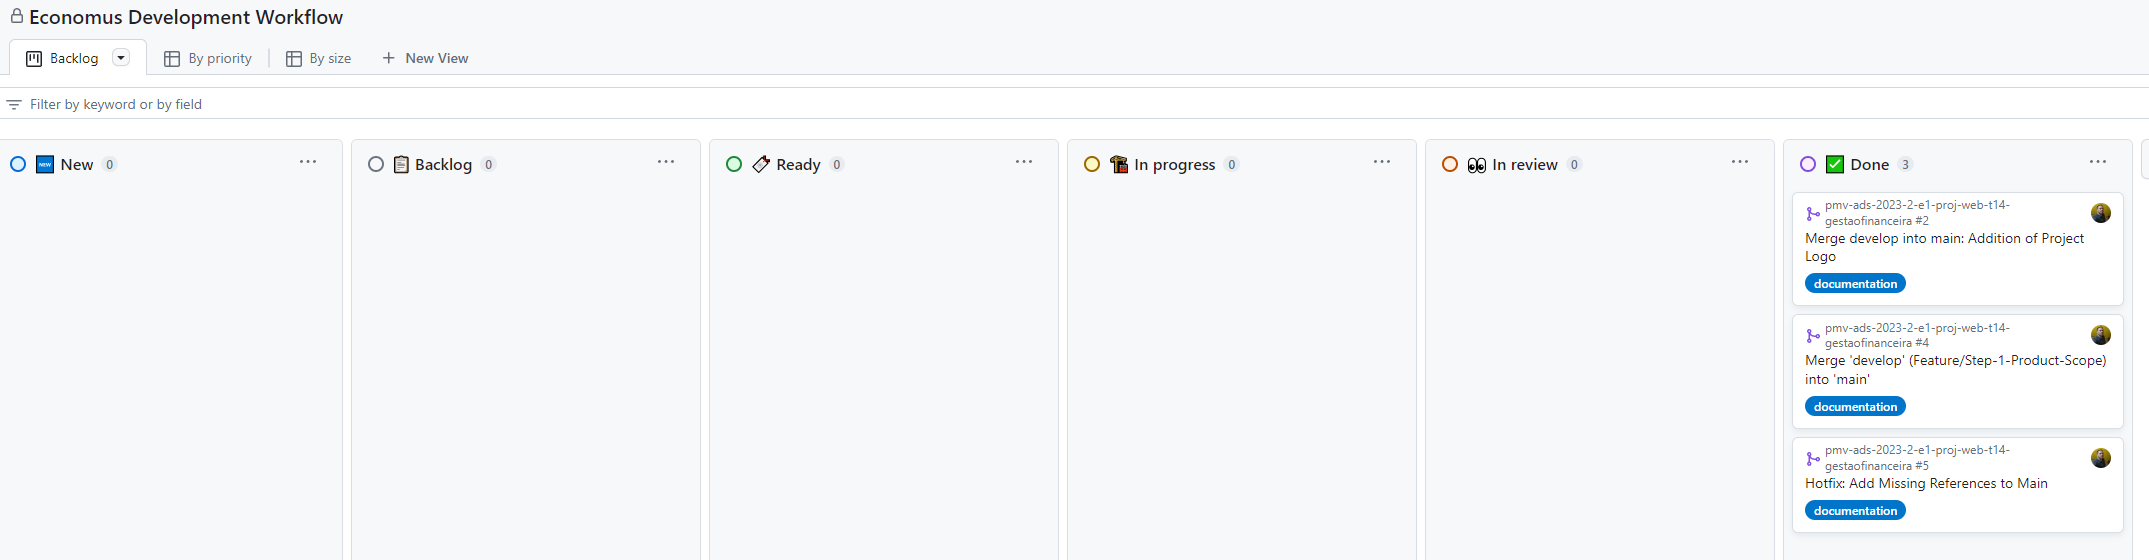 Economus Development Workflow
Backlog
By priority
By size
New View
Filter by keyword or by field
NEW New 0
Backlog 0
Ready 0
In progress 0
In review 0
Done 3
pmv-ads-2023-2-e1-proj-web-t14-
gestaofinanceira #2
Merge develop into main: Addition of Project
Logo
documentation
pmv-ads-2023-2-e1-proj-web-t14-
gestaofinanceira #4
Merge 'develop' (Feature/Step-1-Product-Scope)
into 'main'
documentation
pmv-ads-2023-2-e1-proj-web-t14-
gestaofinanceira #5
Hotfix: Add Missing References to Main
documentation